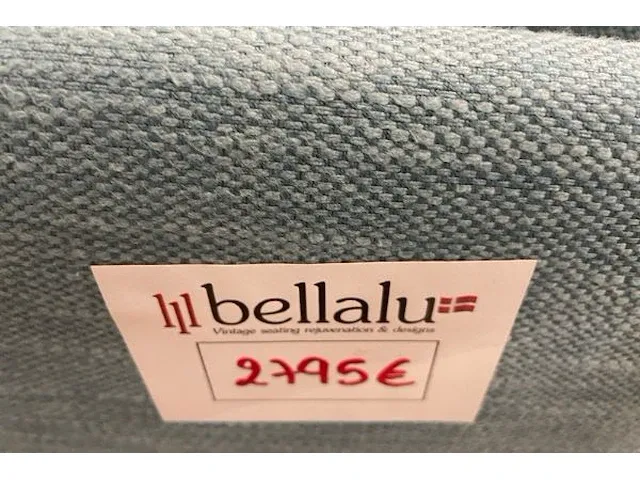 bellalu
Vintage seating rejuvenation & designs
2795€